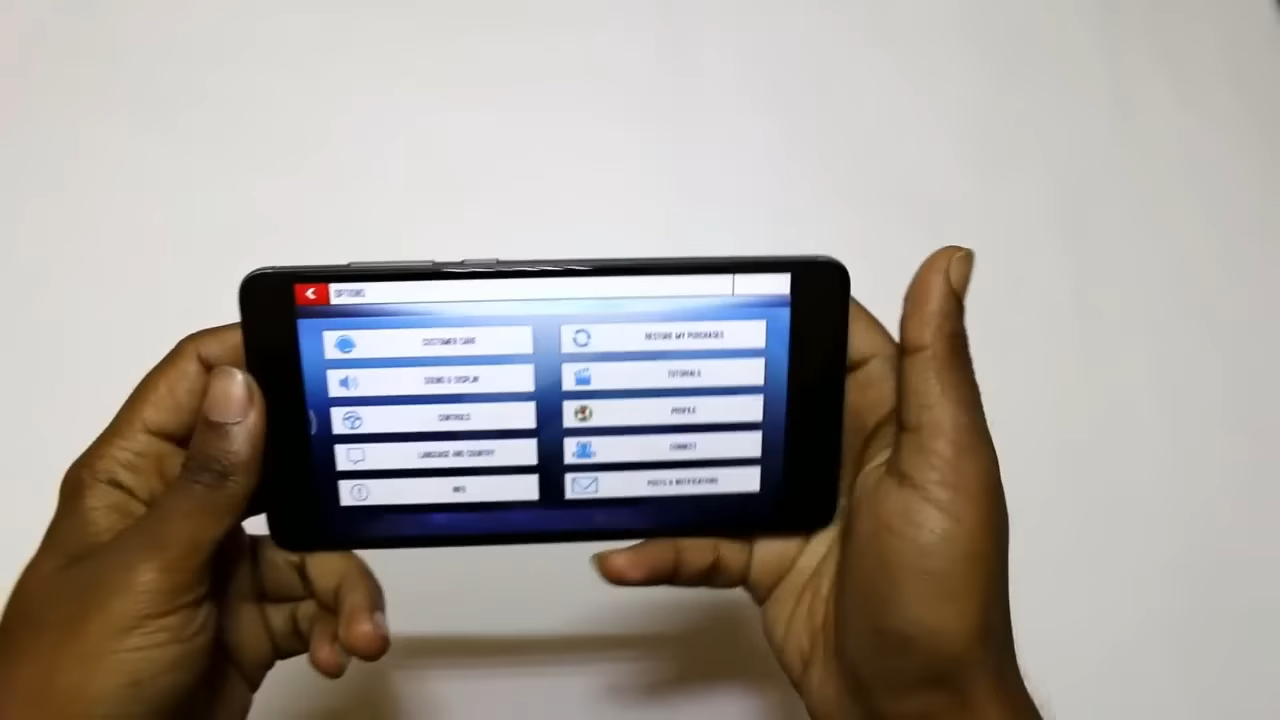 OPTIONS
CUSTOMER CARE
RESTORE MY PURCHASES
SOUND & DISPLAY
TUTORIALS
CONTROLS
PROFILE
LANGUAGE AND COUNTRY
CONNECT
INFO
POSTS & NOTIFICATIONS